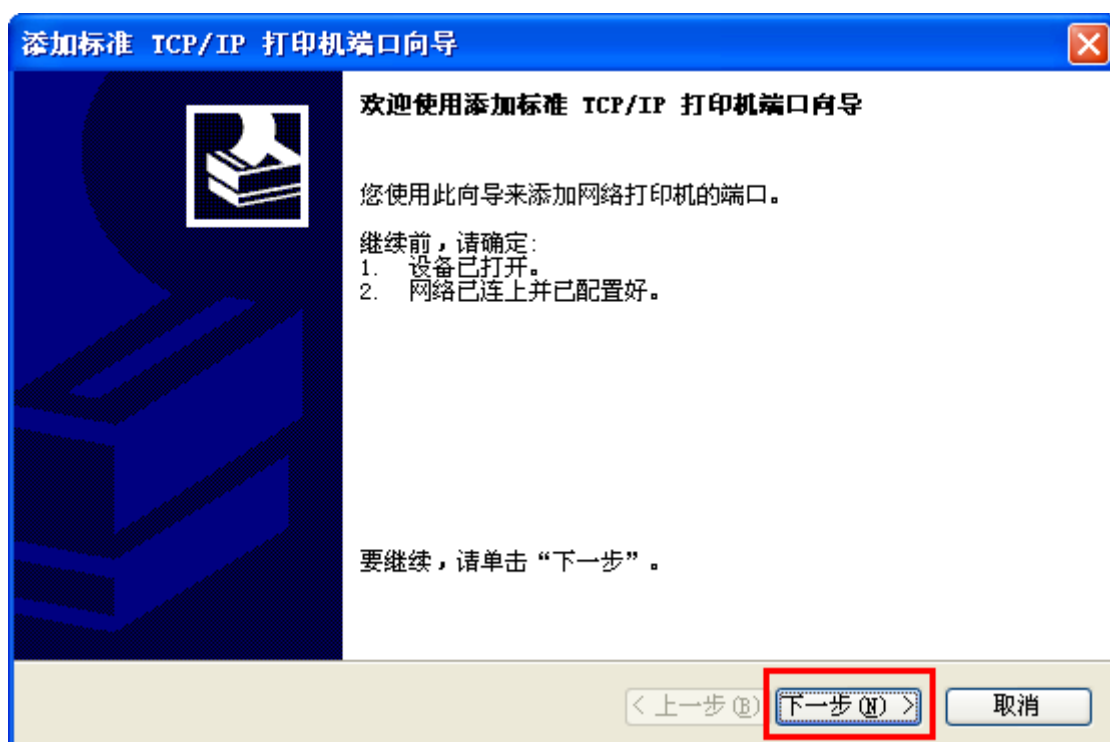 添加标准 TCP/IP 打印机端口向导
欢迎使用添加标准 TCP/IP 打印机端口向导
您使用此向导来添加网络打印机的端口。
继续前，请确定:
1. 设备已打开。
2. 网络已连上并已配置好。
要继续，请单击“下一步”。
< 上一步(B) 下一步(N) > 取消